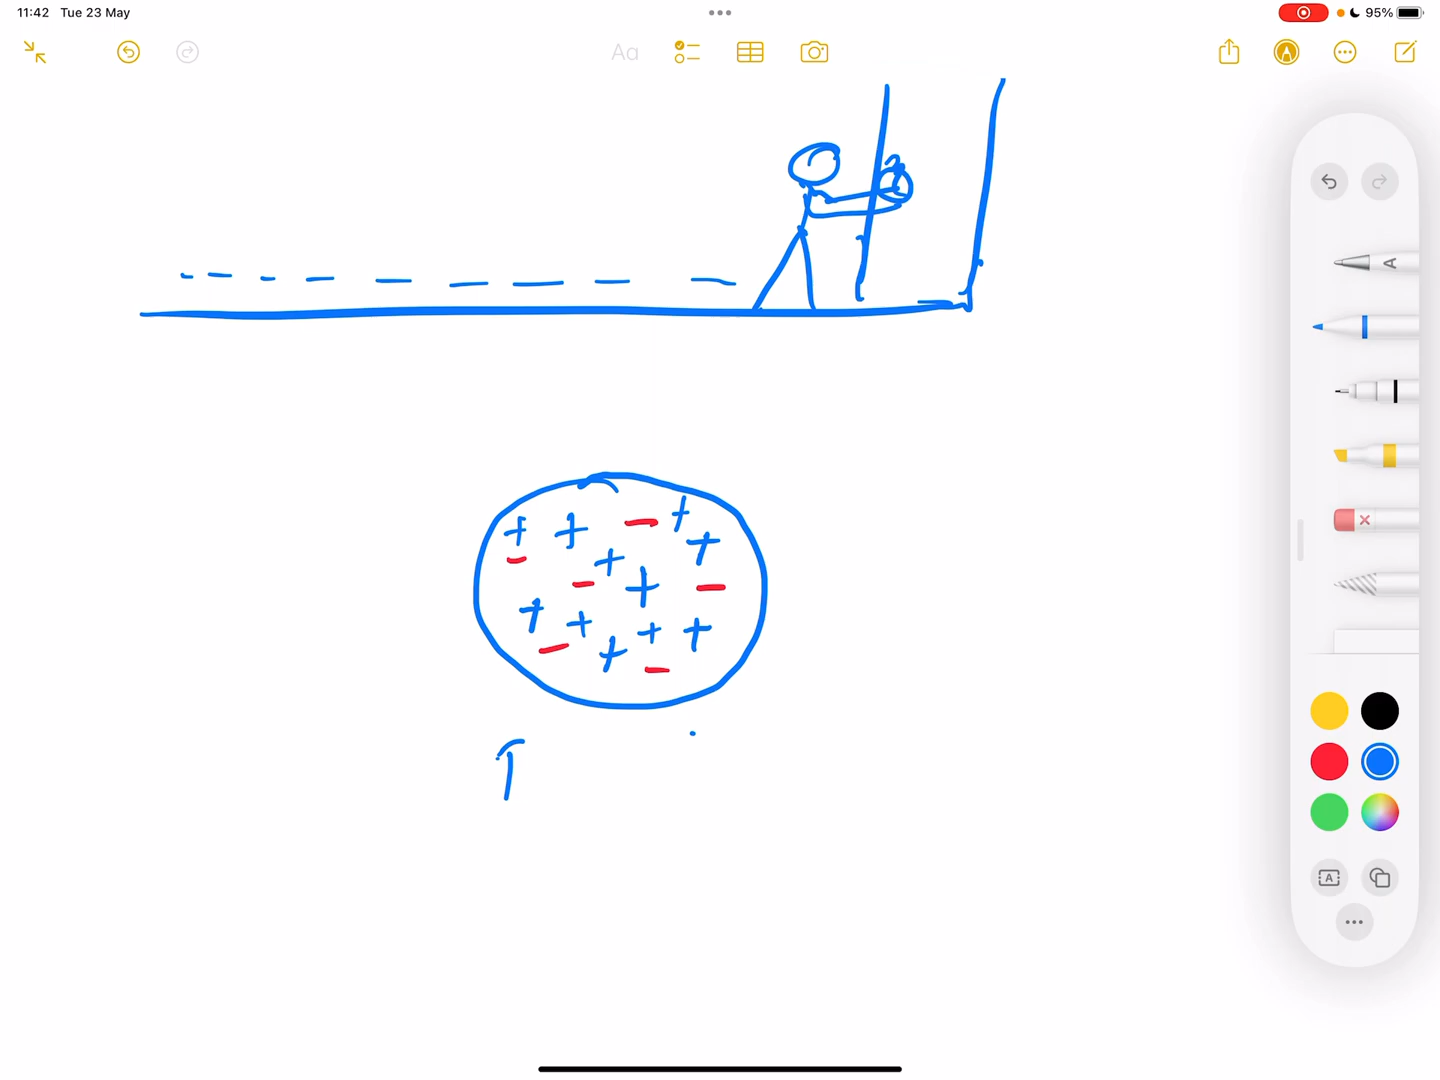 11:42 Tue 23 May
95%
Aa
A
+ + - +
- + +
- + -
+ + + +
- + -
T
A